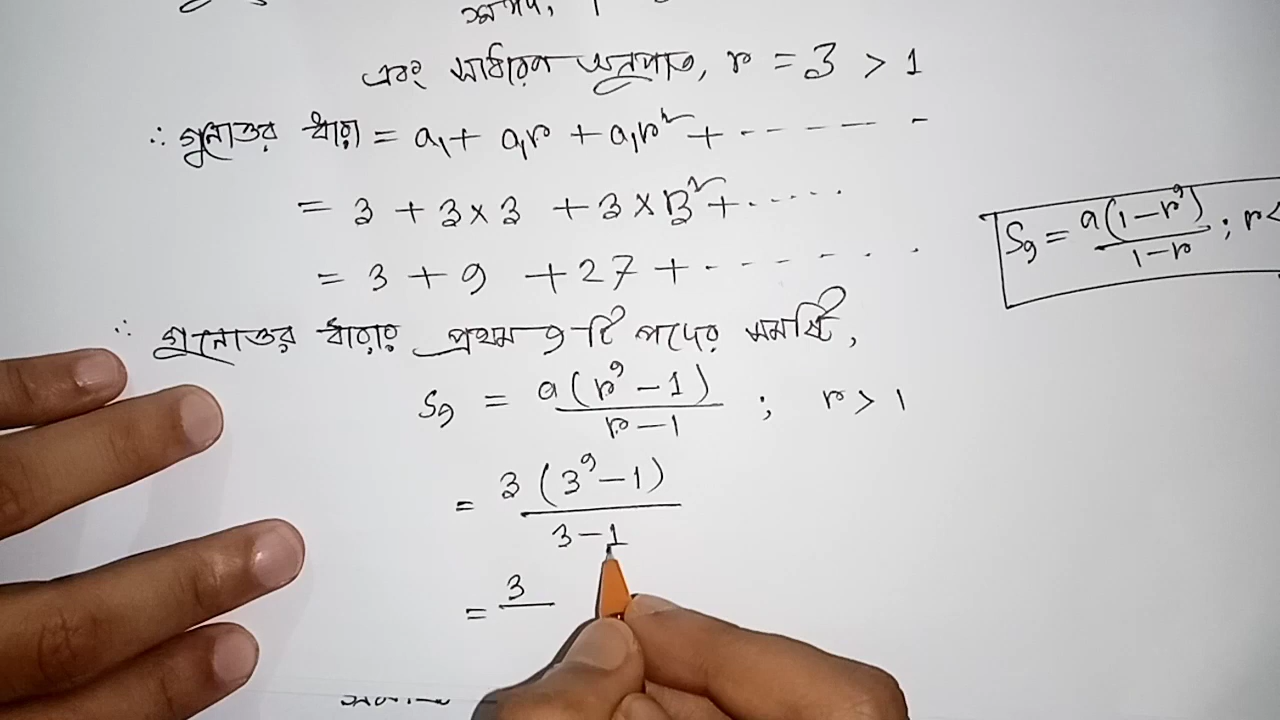 এবং সাধারণ অনুপাত, r = 3 > 1
∴ গুনোত্তর ধারা = a₁ + a₁r + a₁r² + ------
= 3 + 3×3 + 3×3² + .....
= 3 + 9 + 27 + - - - - - .
S₉ = a(1-r⁹)/1-r ; r<
∴ গুনোত্তর ধারার প্রথম 9-টি পদের সমষ্টি,
S₉ = a(r⁹-1)/r-1 ; r > 1
= 3(3⁹-1)/3-1
= 3